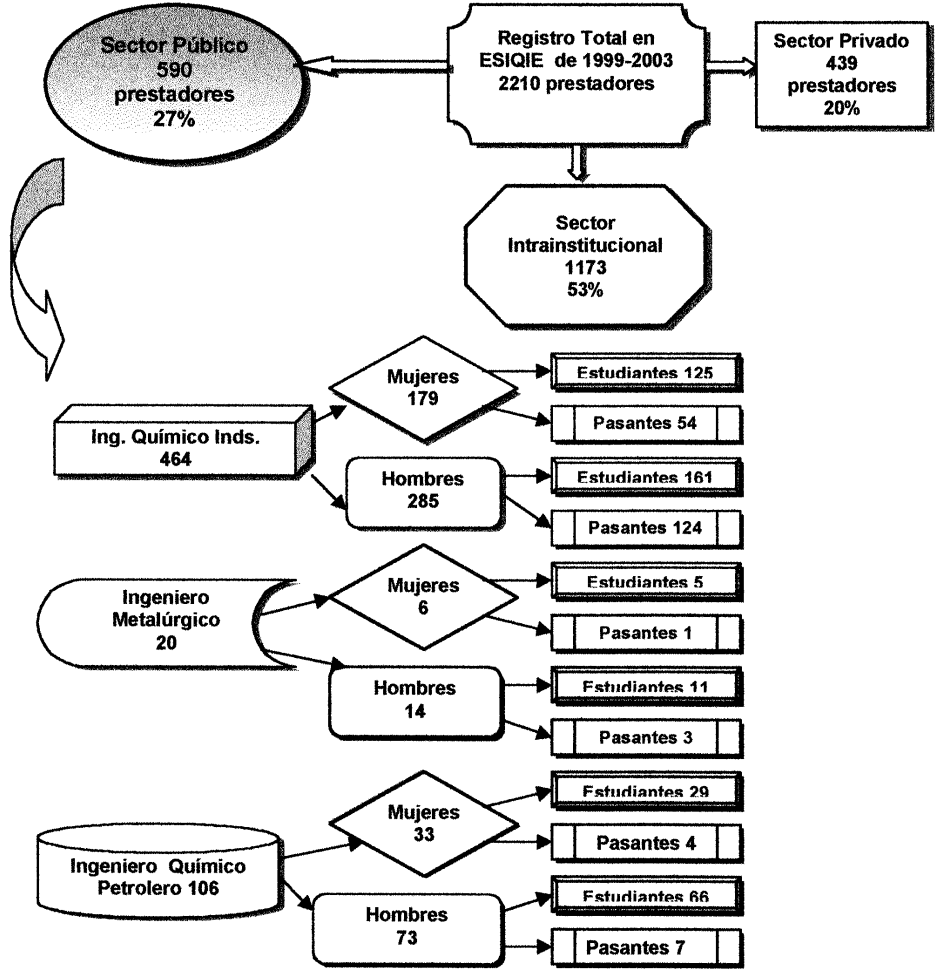 Sector Público
590
prestadores
27%
Registro Total en
ESIQIE de 1999-2003
2210 prestadores
Sector Privado
439
prestadores
20%
Sector
Intrainstitucional
1173
53%
Ing. Químico Inds.
464
Mujeres
179
Estudiantes 125
Pasantes 54
Hombres
285
Estudiantes 161
Pasantes 124
Ingeniero
Metalúrgico
20
Mujeres
6
Estudiantes 5
Pasantes 1
Hombres
14
Estudiantes 11
Pasantes 3
Ingeniero Químico
Petrolero 106
Mujeres
33
Estudiantes 29
Pasantes 4
Hombres
73
Estudiantes 66
Pasantes 7